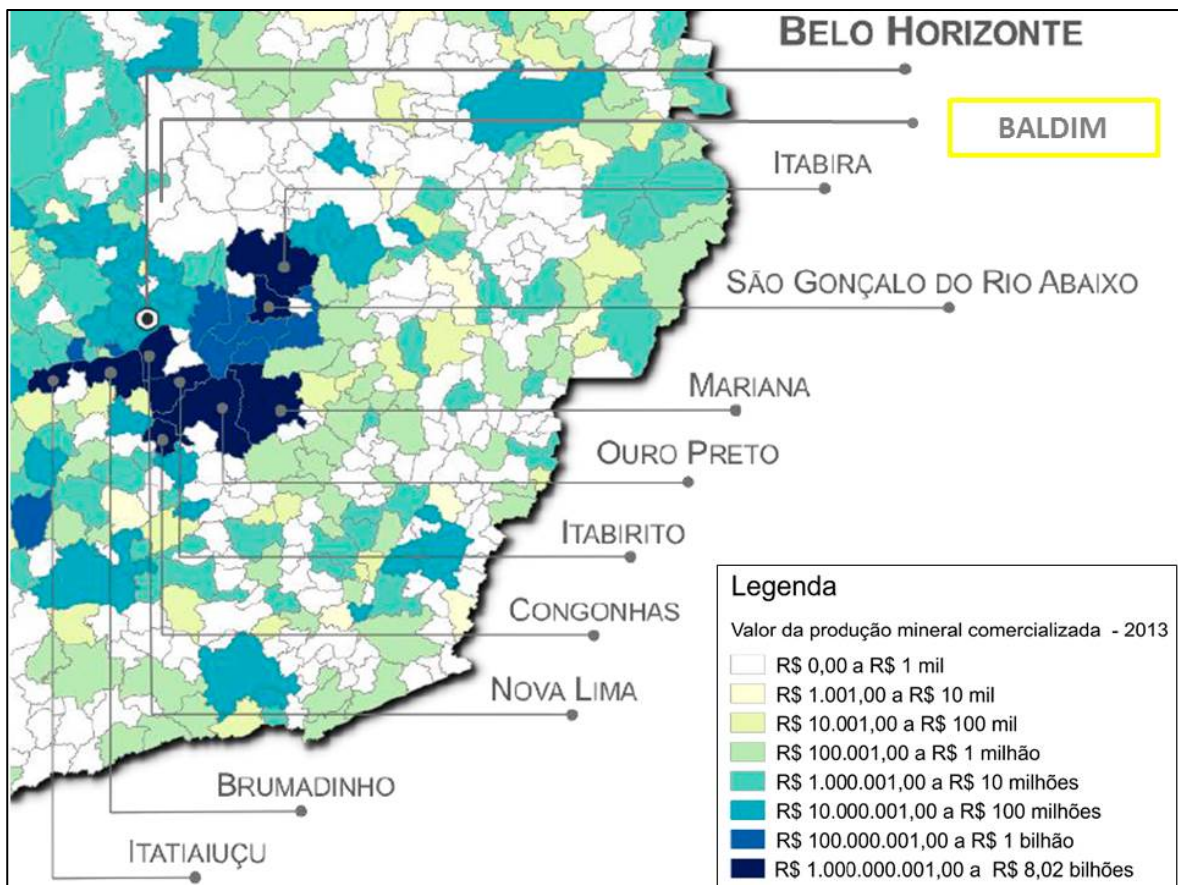 BELO HORIZONTE
BALDIM
ITABIRA
SÃO GONÇALO DO RIO ABAIXO
MARIANA
OURO PRETO
ITABIRITO
CONGONHAS
NOVA LIMA
BRUMADINHO
ITATIAIUÇU
Legenda
Valor da produção mineral comercializada - 2013
R$ 0,00 a R$ 1 mil
R$ 1.001,00 a R$ 10 mil
R$ 10.001,00 a R$ 100 mil
R$ 100.001,00 a R$ 1 milhão
R$ 1.000.001,00 a R$ 10 milhões
R$ 10.000.001,00 a R$ 100 milhões
R$ 100.000.001,00 a R$ 1 bilhão
R$ 1.000.000.001,00 a R$ 8,02 bilhões